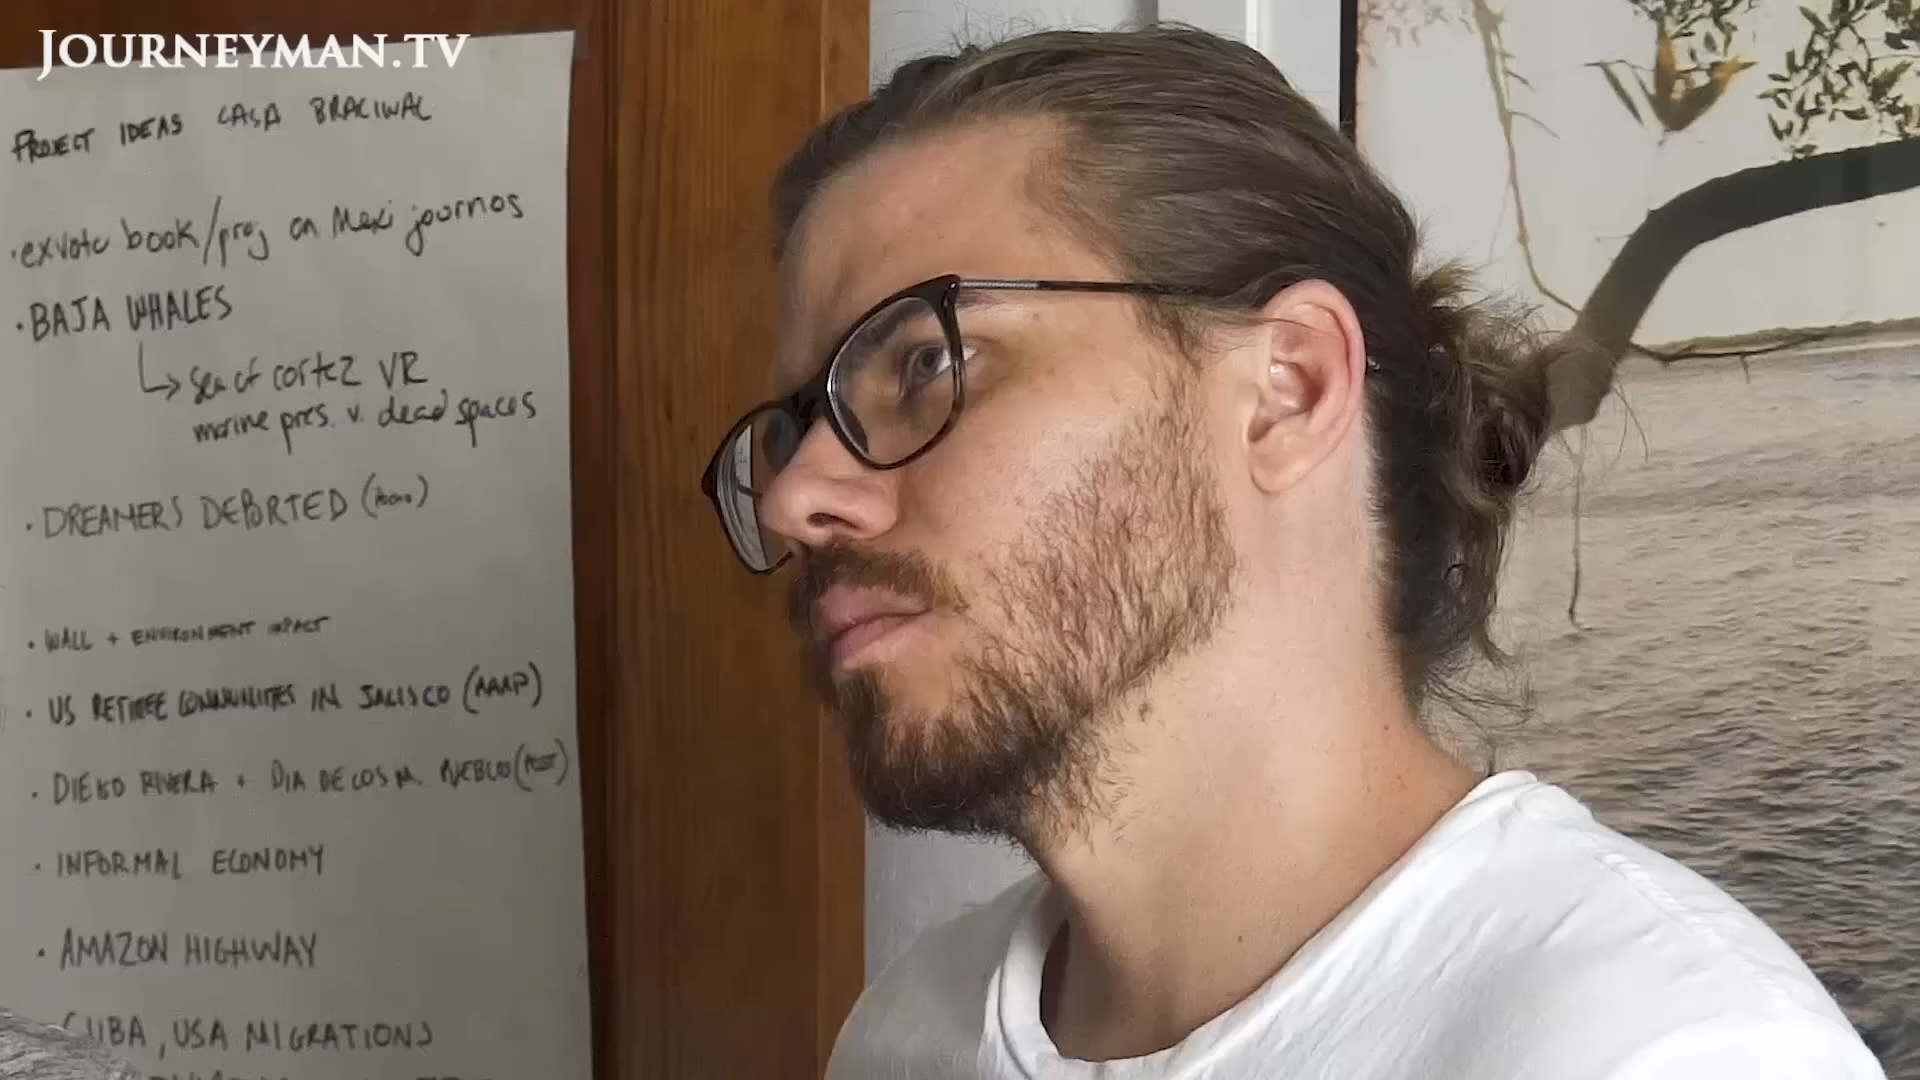 JOURNEYMAN.TV
PROJECT IDEAS CASA BRACIWAL
· exvoto book/proj on Mexi journos
· BAJA WHALES
↳ Sea of cortez VR
marine pres. v. dead spaces
· DREAMERS DEPORTED
· WALL + ENVIRONMENT IMPACT
· US RETIREE COMMUNITIES IN JALISCO (AARP)
· DIEGO RIVERA + DIA DE LOS M. PUEBLO
· INFORMAL ECONOMY
· AMAZON HIGHWAY
CUBA, USA MIGRATIONS